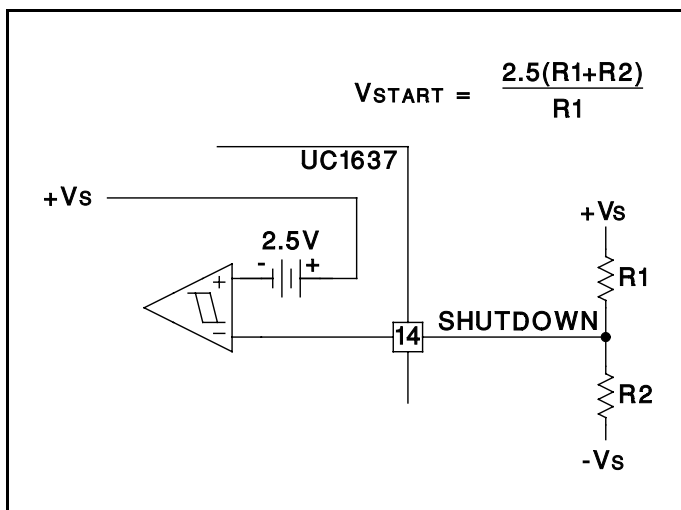 VSTART = 2.5(R1+R2)
R1
UC1637
+Vs
+Vs
2.5V
- +
R1
+
14
SHUTDOWN
−
R2
-Vs